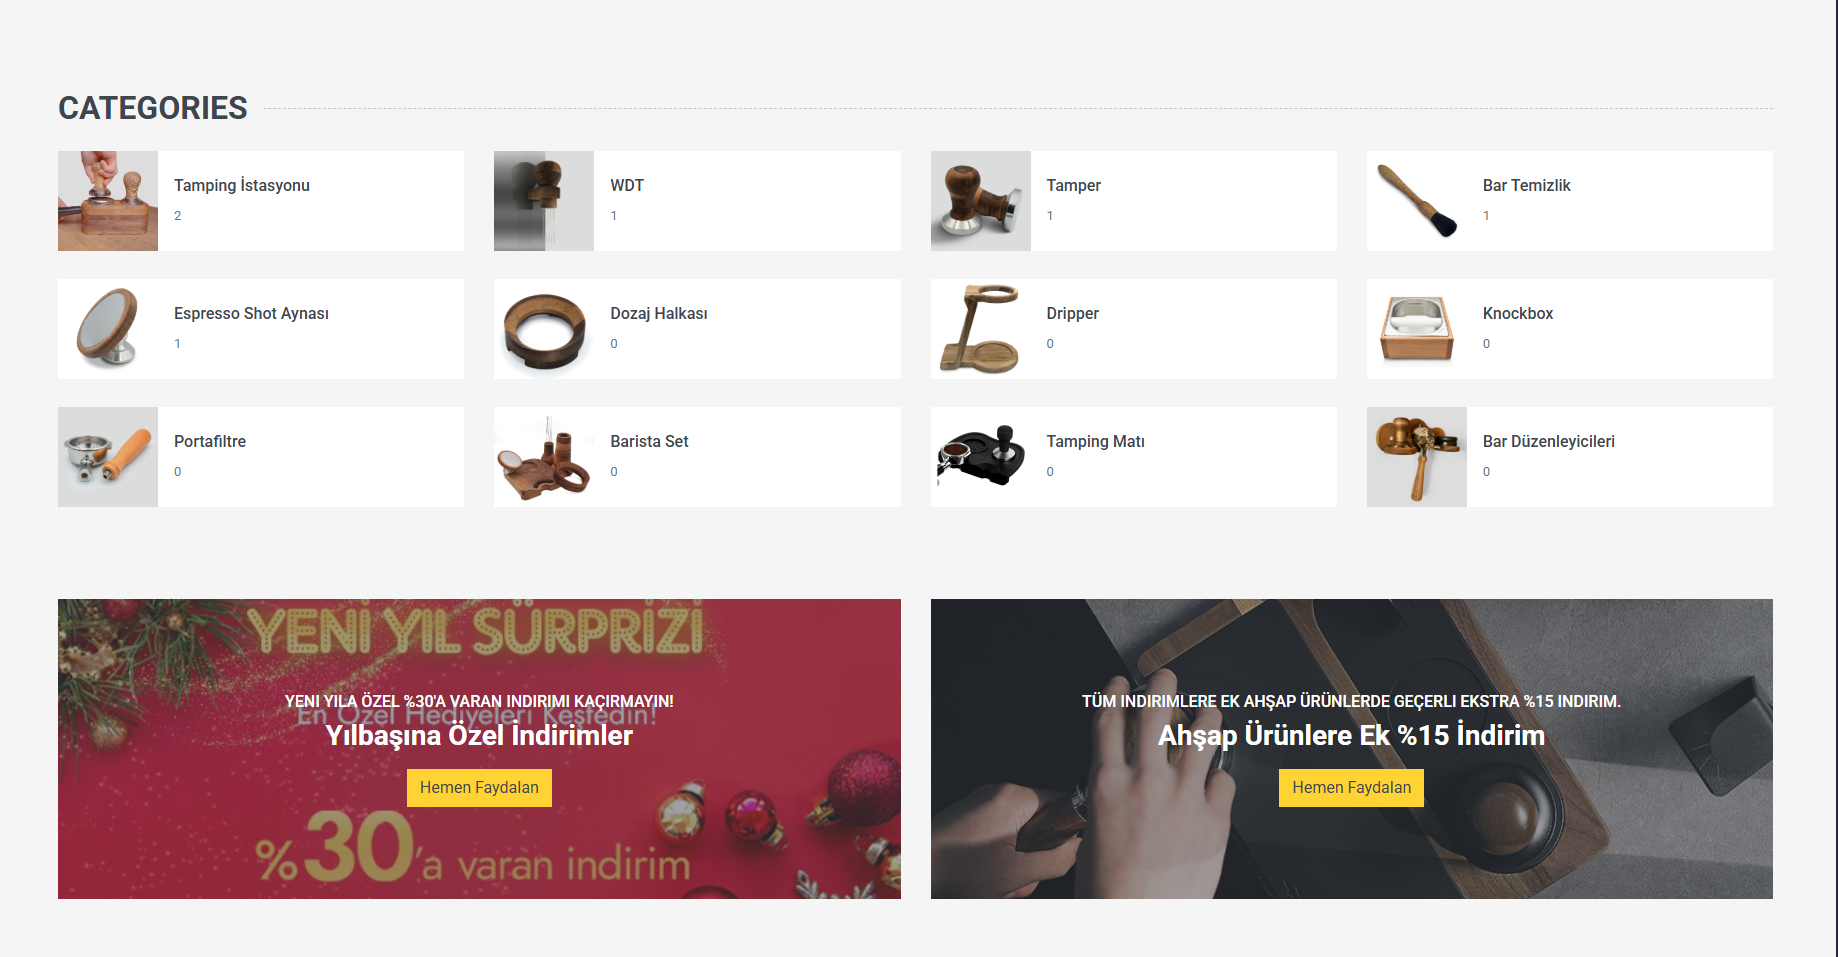 CATEGORIES
Tamping İstasyonu
2
WDT
1
Tamper
1
Bar Temizlik
1
Espresso Shot Aynası
1
Dozaj Halkası
0
Dripper
0
Knockbox
0
Portafiltre
0
Barista Set
0
Tamping Matı
0
Bar Düzenleyicileri
0
YENİ YIL SÜRPRİZİ
YENI YILA ÖZEL %30'A VARAN INDIRIMI KAÇIRMAYIN!
En Özel Hediyeleri Keşfedin!
Yılbaşına Özel İndirimler
Hemen Faydalan
%30'a varan indirim
TÜM INDIRIMLERE EK AHŞAP ÜRÜNLERDE GEÇERLI EKSTRA %15 INDIRIM.
Ahşap Ürünlere Ek %15 İndirim
Hemen Faydalan